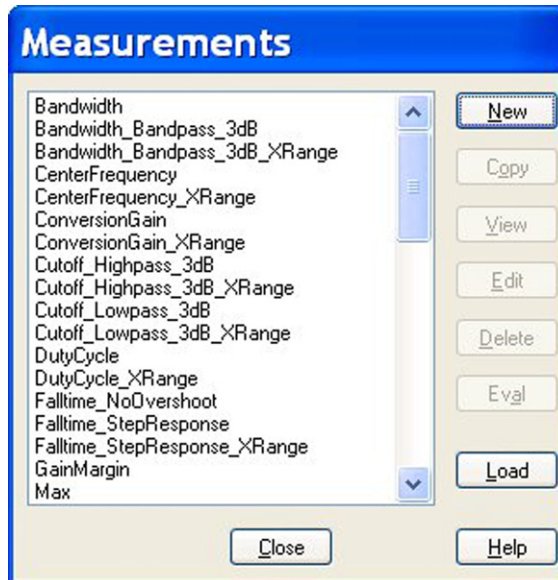 Measurements
Bandwidth
Bandwidth_Bandpass_3dB
Bandwidth_Bandpass_3dB_XRange
CenterFrequency
CenterFrequency_XRange
ConversionGain
ConversionGain_XRange
Cutoff_Highpass_3dB
Cutoff_Highpass_3dB_XRange
Cutoff_Lowpass_3dB
Cutoff_Lowpass_3dB_XRange
DutyCycle
DutyCycle_XRange
Falltime_NoOvershoot
Falltime_StepResponse
Falltime_StepResponse_XRange
GainMargin
Max
New
Copy
View
Edit
Delete
Eval
Load
Close
Help